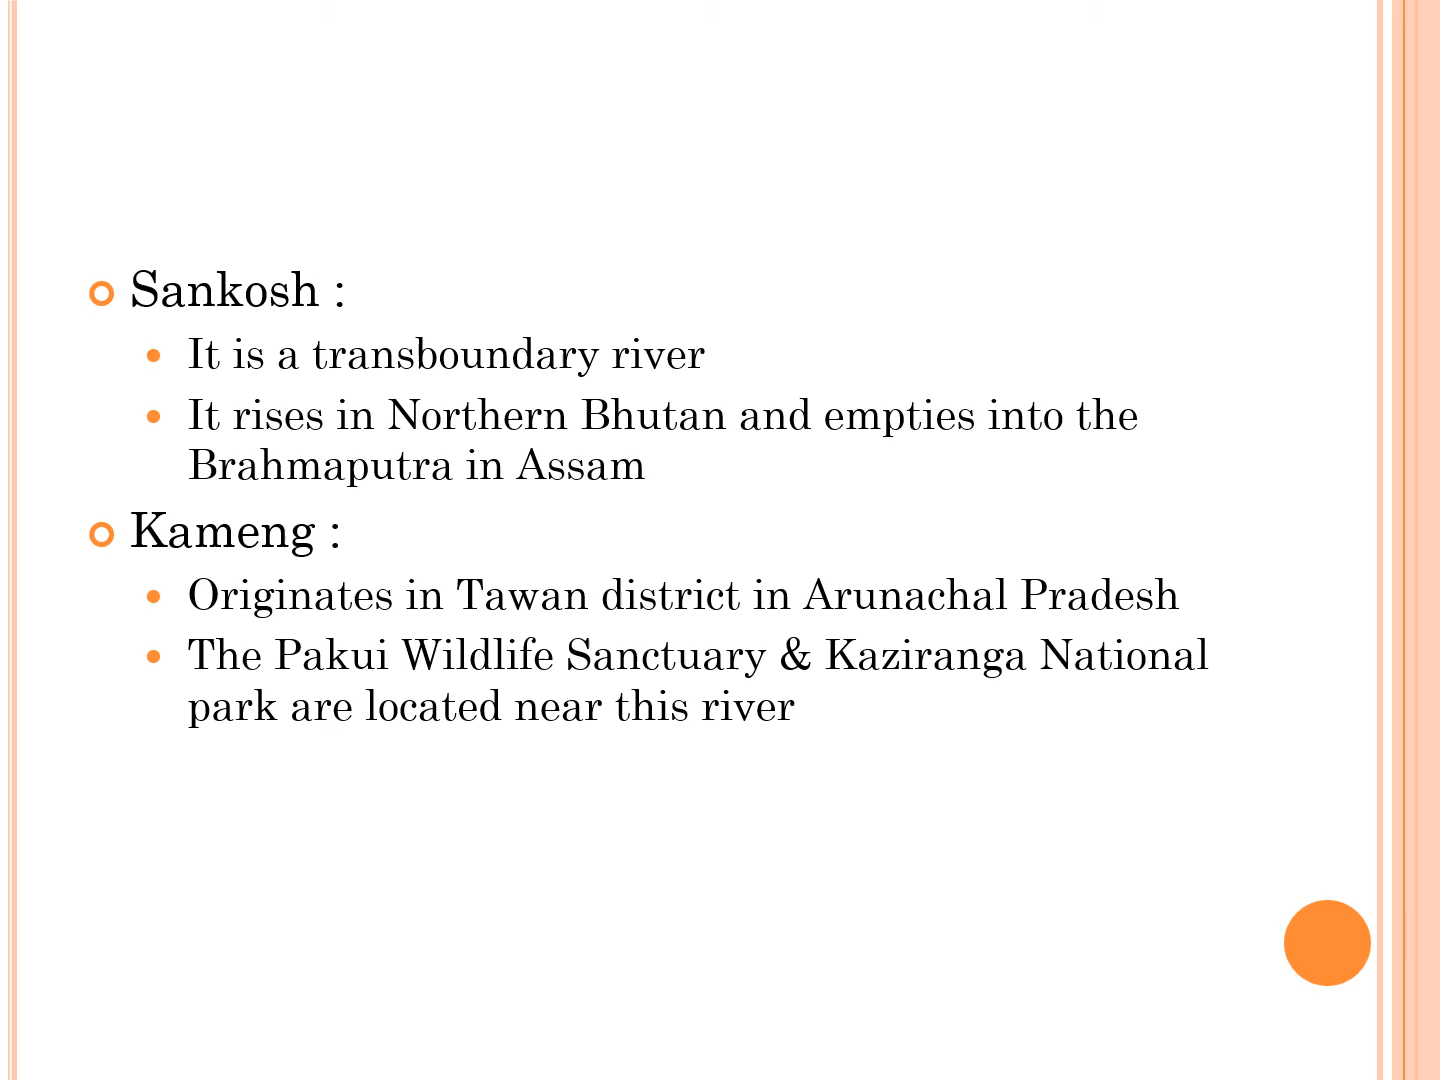 Sankosh :
It is a transboundary river
It rises in Northern Bhutan and empties into the
Brahmaputra in Assam
Kameng :
Originates in Tawan district in Arunachal Pradesh
The Pakui Wildlife Sanctuary & Kaziranga National
park are located near this river